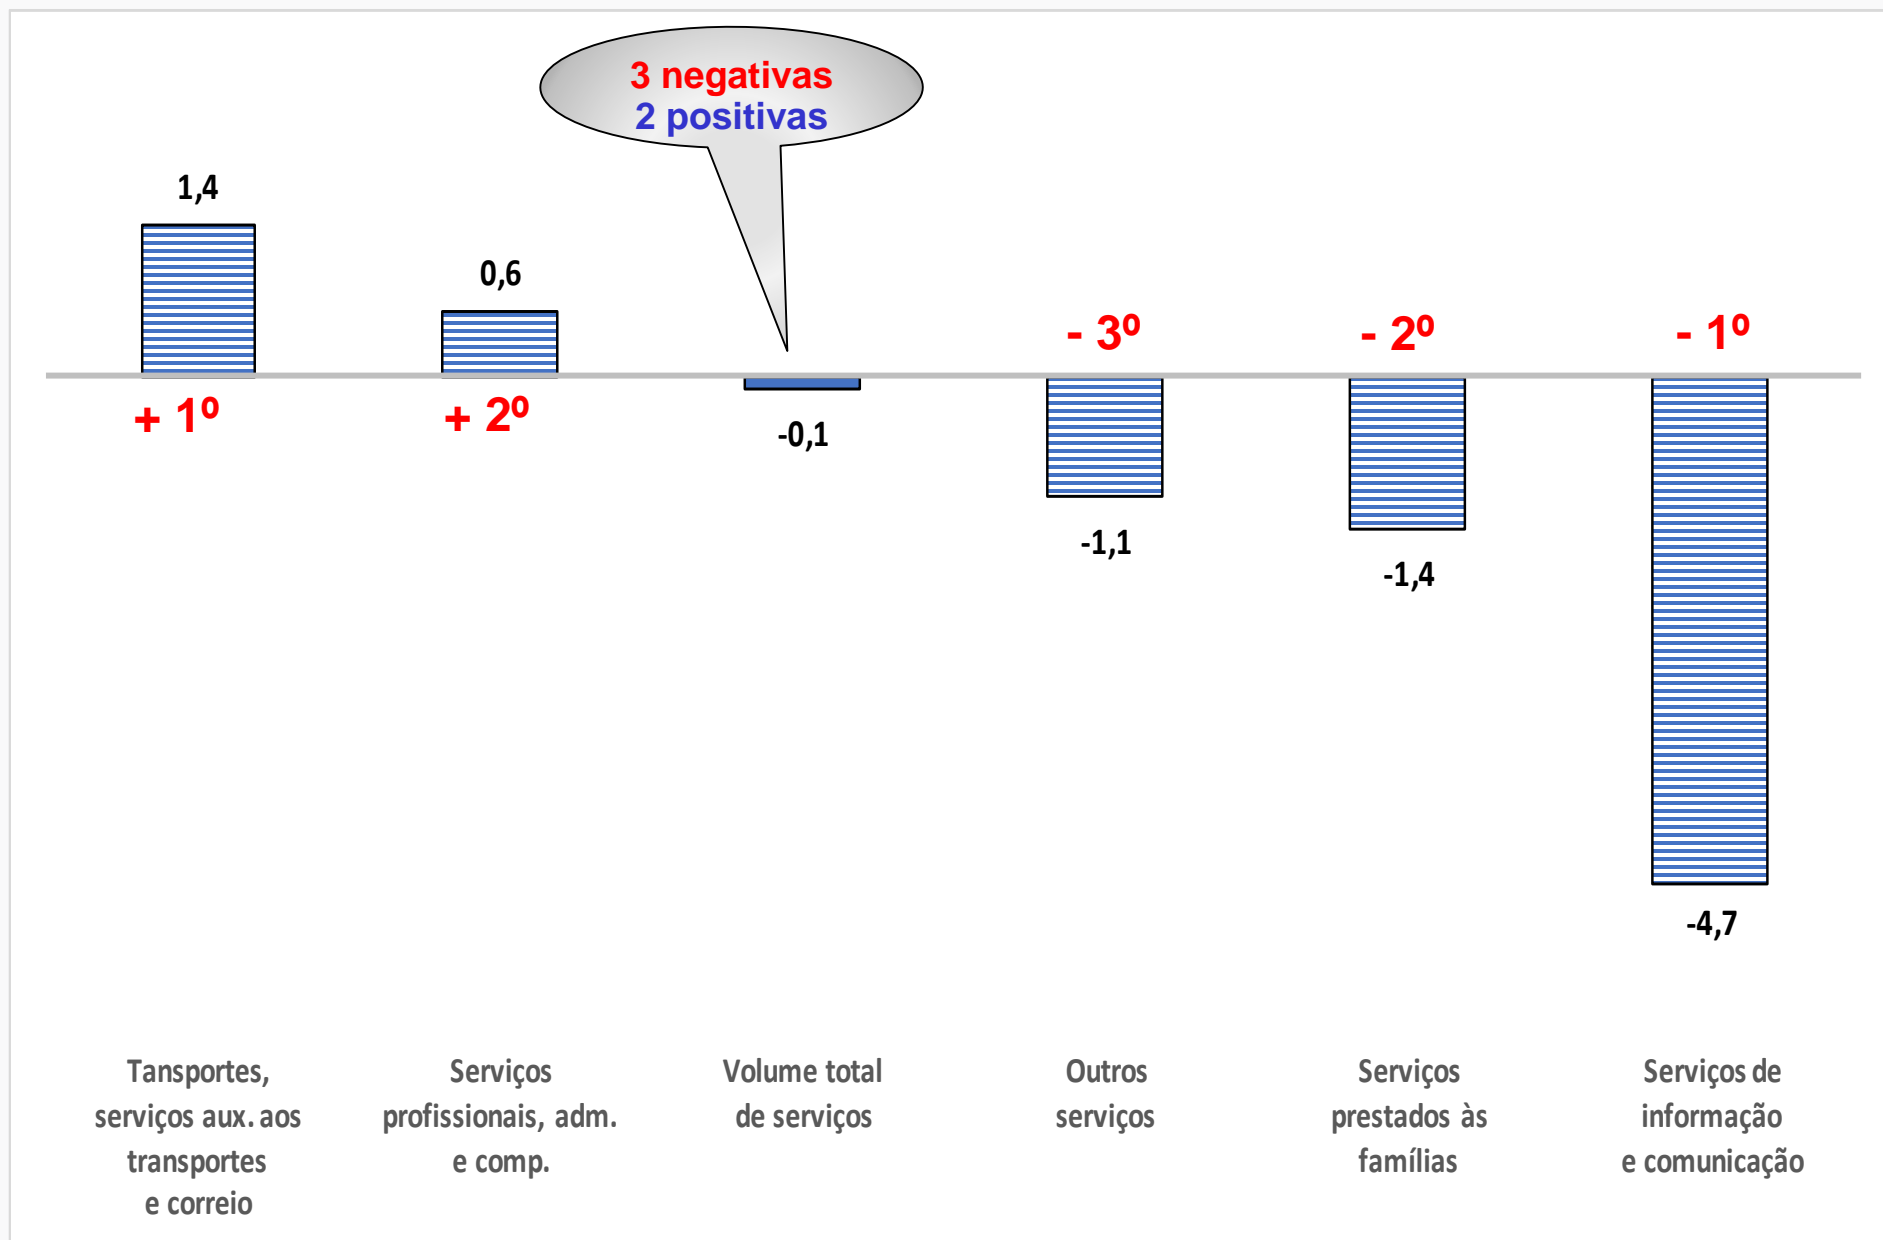 3 negativas
2 positivas
1,4
0,6
- 3º
- 2º
- 1º
+ 1º
+ 2º
-0,1
-1,1
-1,4
-4,7
Tansportes,
serviços aux. aos
transportes
e correio
Serviços
profissionais, adm.
e comp.
Volume total
de serviços
Outros
serviços
Serviços
prestados às
famílias
Serviços de
informação
e comunicação